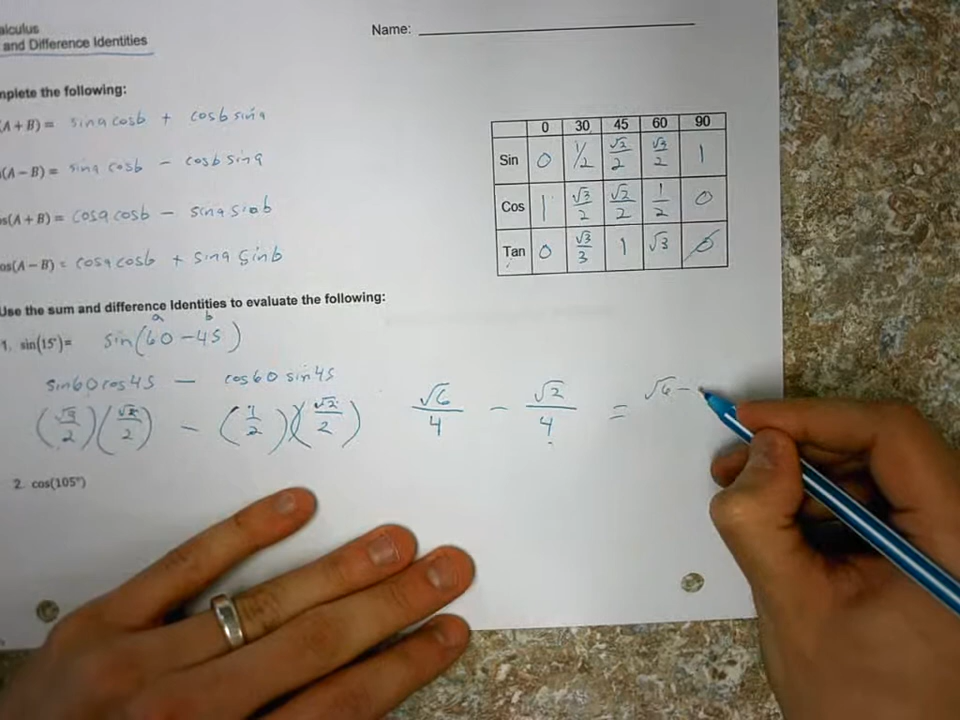 alculus
Name:
and Difference Identities
mplete the following:
(A + B) = sina cosb + cosb sina
(A − B) = sina cosb − cosb sina
os(A + B) = cosa cosb − sina sinb
os(A − B) = cosa cosb + sina sinb
0 30 45 60 90
Sin 0 1/2 √2/2 √3/2 1
Cos 1 √3/2 √2/2 1/2 0
Tan 0 √3/3 1 √3 ø
Use the sum and difference Identities to evaluate the following:
a b
1. sin(15°)= sin(60 − 45)
sin60 cos45 − cos60 sin45
(√3/2)(√2/2) − (1/2)(√2/2) √6/4 − √2/4 = √6 −
2. cos(105°)